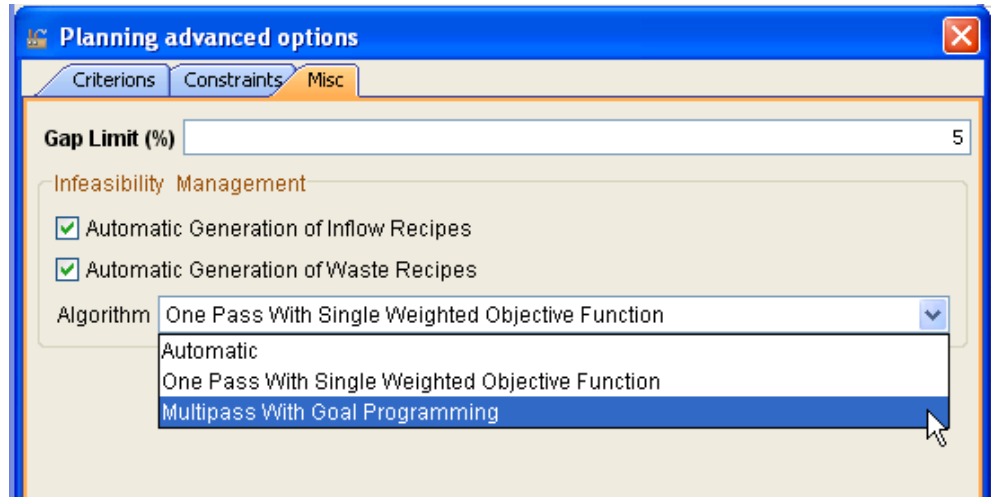 Planning advanced options
Criterions Constraints Misc
Gap Limit (%) 5
Infeasibility Management
Automatic Generation of Inflow Recipes
Automatic Generation of Waste Recipes
Algorithm One Pass With Single Weighted Objective Function
Automatic
One Pass With Single Weighted Objective Function
Multipass With Goal Programming